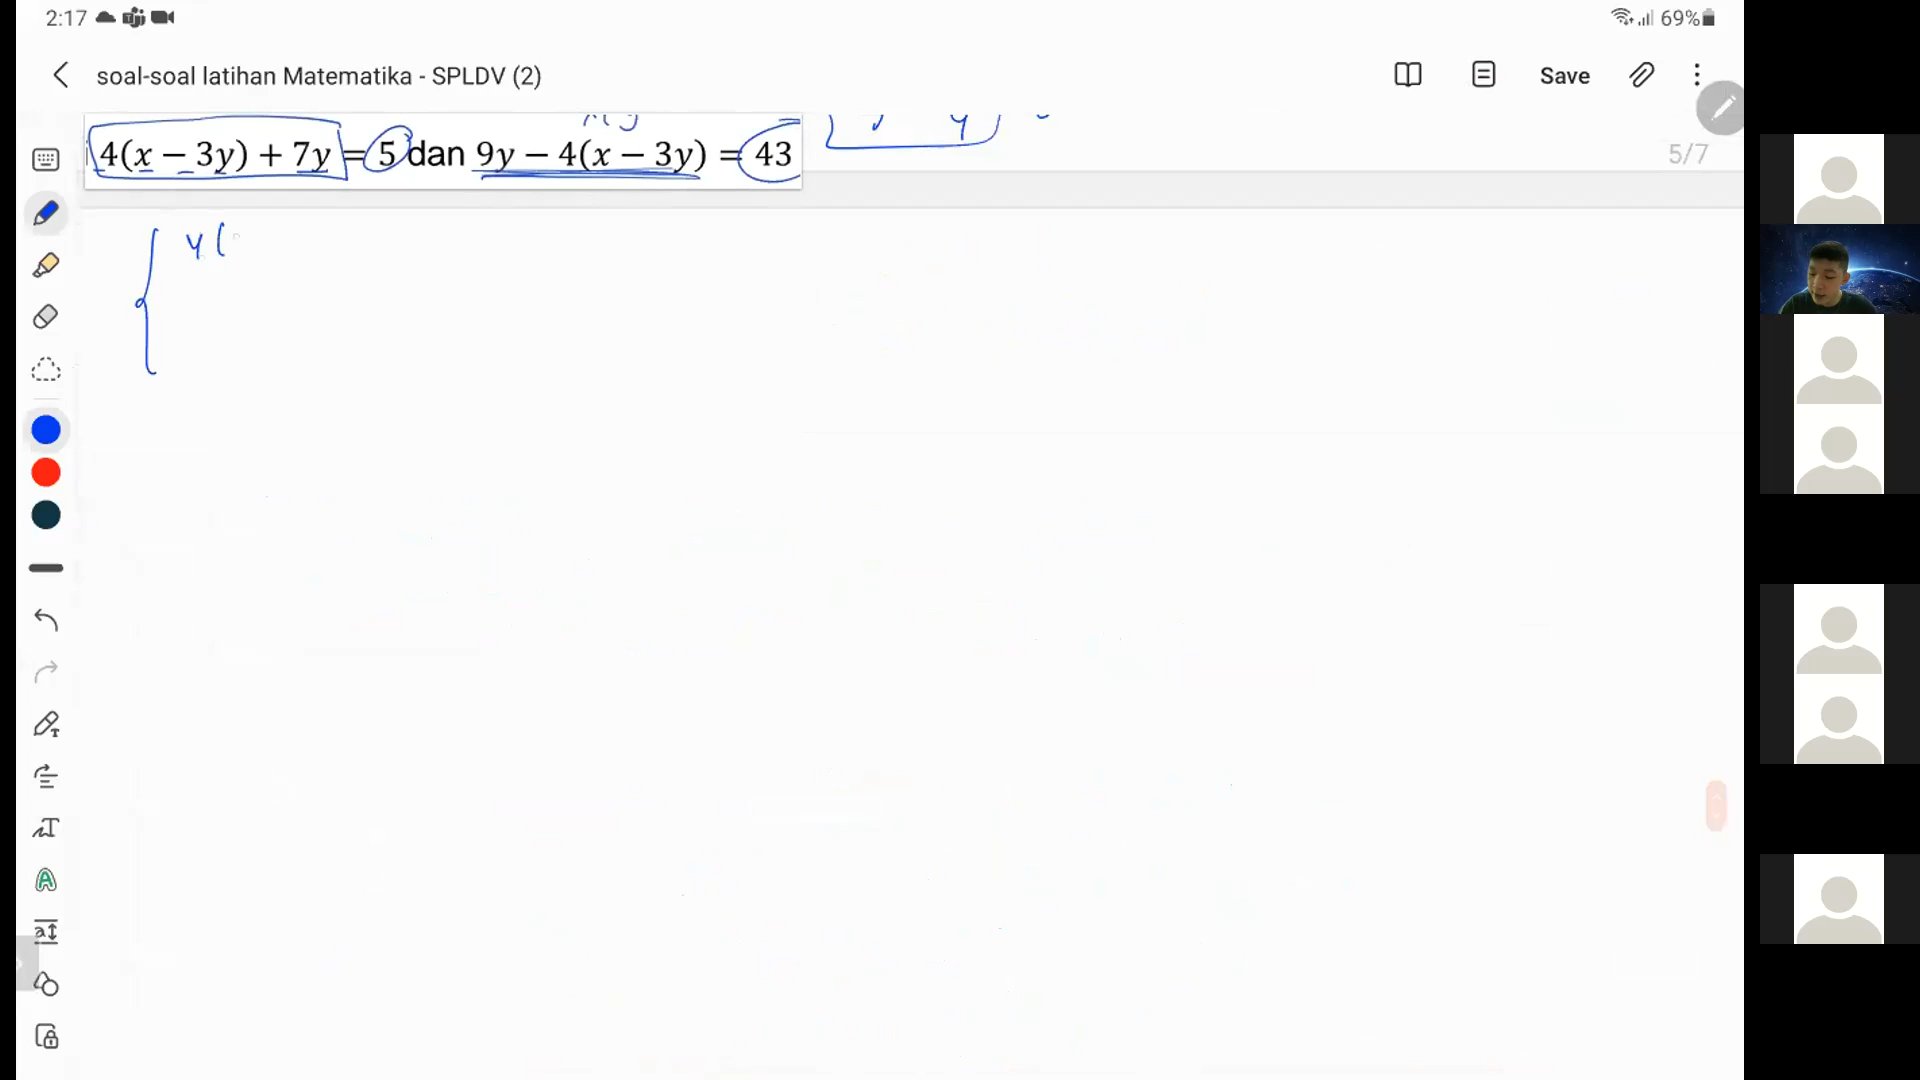 2:17 69%
soal-soal latihan Matematika - SPLDV (2) Save
4(x − 3y) + 7y = 5 dan 9y − 4(x − 3y) = 43
5/7
4(